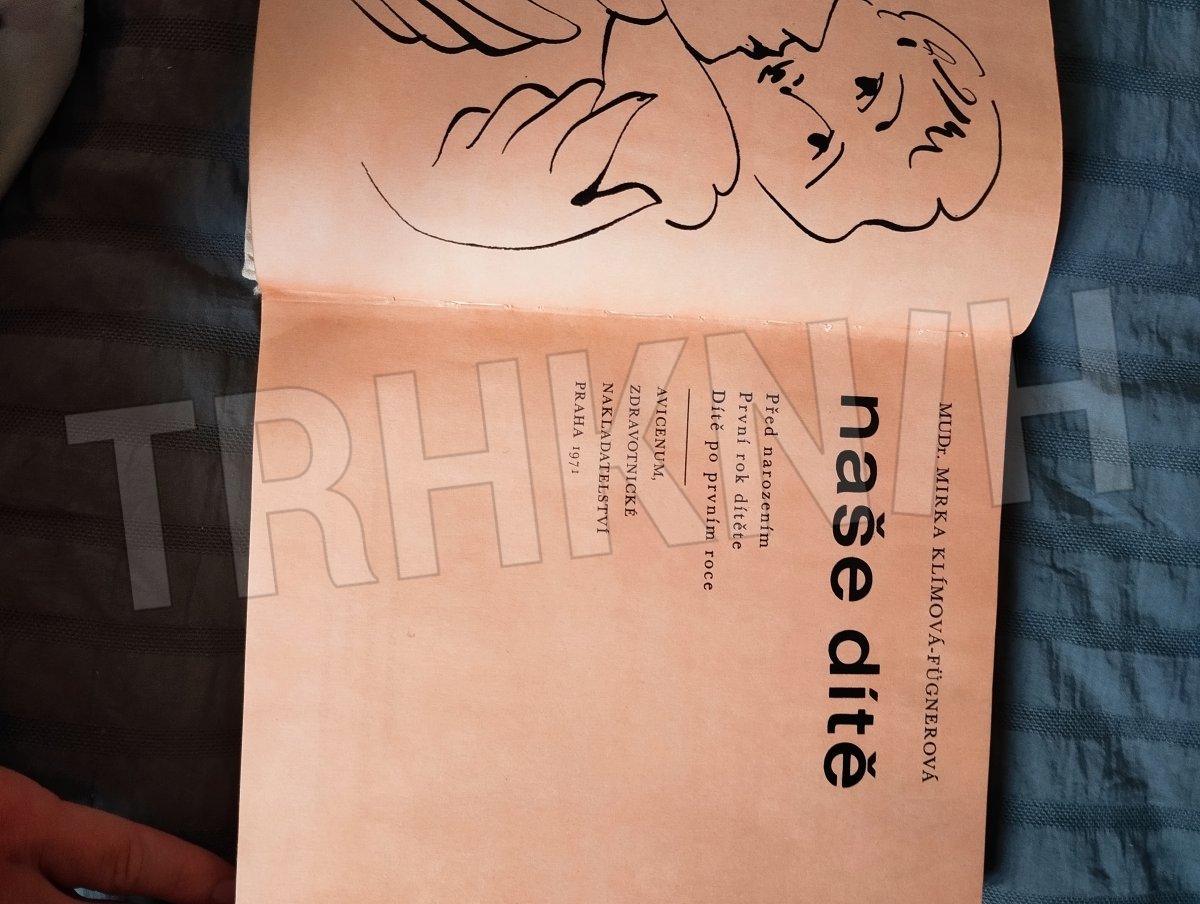 MUDr. MIRKA KLÍMOVÁ-FÜGNEROVÁ
naše dítě
Před narozením
První rok dítěte
Dítě po prvním roce
AVICENUM,
ZDRAVOTNICKÉ
NAKLADATELSTVÍ
PRAHA 1971
TRHKNIH